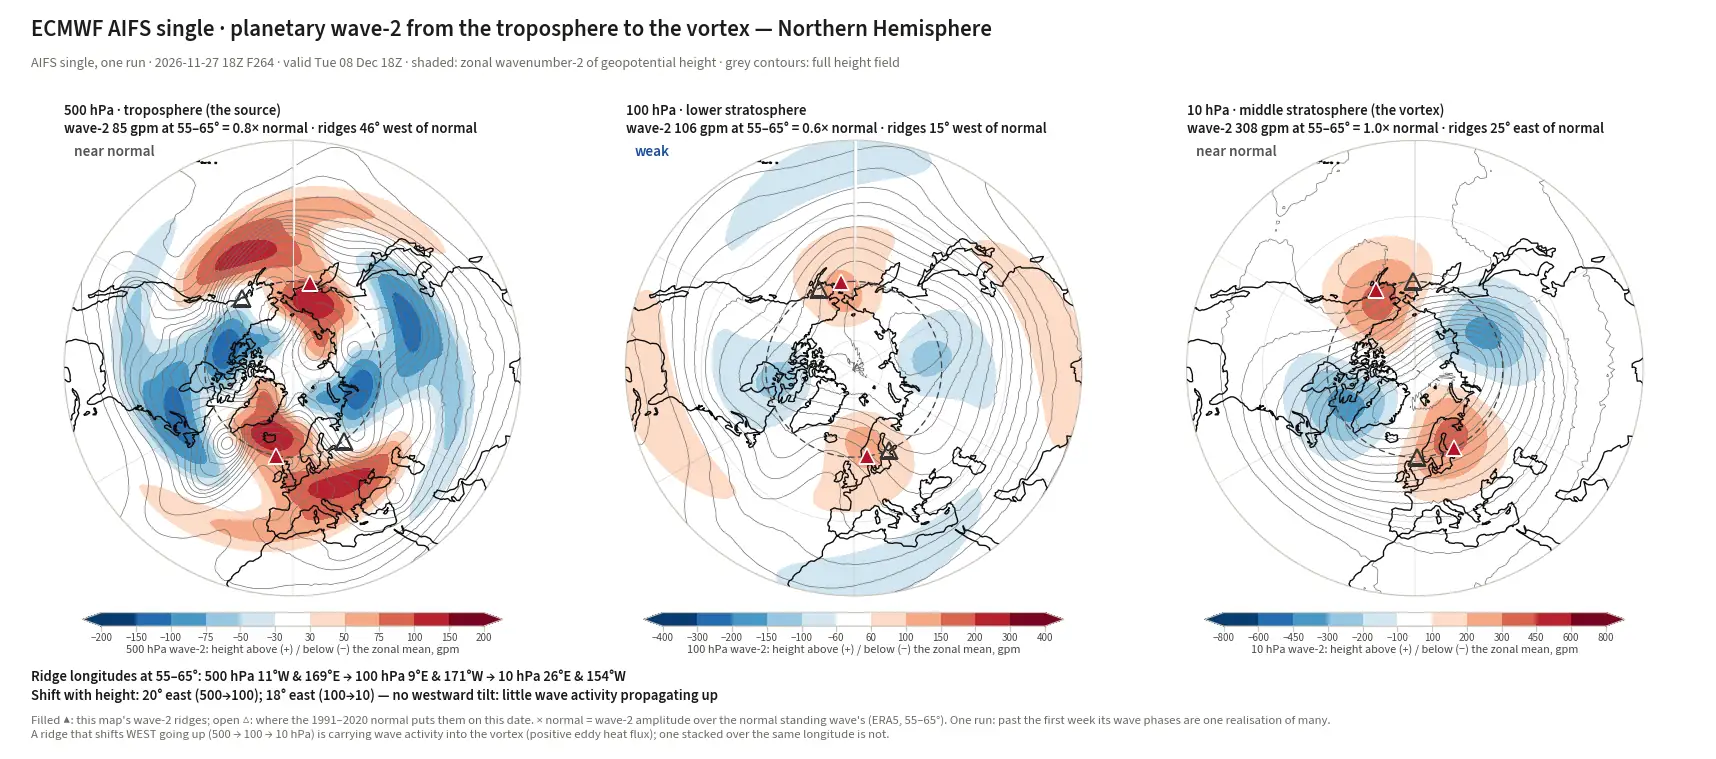 ECMWF AIFS single · planetary wave-2 from the troposphere to the vortex — Northern Hemisphere
AIFS single, one run · 2026-11-27 18Z F264 · valid Tue 08 Dec 18Z · shaded: zonal wavenumber-2 of geopotential height · grey contours: full height field
500 hPa · troposphere (the source)
wave-2 85 gpm at 55–65° = 0.8× normal · ridges 46° west of normal
near normal
100 hPa · lower stratosphere
wave-2 106 gpm at 55–65° = 0.6× normal · ridges 15° west of normal
weak
10 hPa · middle stratosphere (the vortex)
wave-2 308 gpm at 55–65° = 1.0× normal · ridges 25° east of normal
near normal
−200 −150 −100 −75 −50 −30 30 50 75 100 150 200
500 hPa wave-2: height above (+) / below (−) the zonal mean, gpm
−400 −300 −200 −150 −100 −60 60 100 150 200 300 400
100 hPa wave-2: height above (+) / below (−) the zonal mean, gpm
−800 −600 −450 −300 −200 −100 100 200 300 450 600 800
10 hPa wave-2: height above (+) / below (−) the zonal mean, gpm
Ridge longitudes at 55–65°: 500 hPa 11°W & 169°E → 100 hPa 9°E & 171°W → 10 hPa 26°E & 154°W
Shift with height: 20° east (500→100); 18° east (100→10) — no westward tilt: little wave activity propagating up
Filled ▲: this map's wave-2 ridges; open △: where the 1991–2020 normal puts them on this date. × normal = wave-2 amplitude over the normal standing wave's (ERA5, 55–65°). One run: past the first week its wave phases are one realisation of many.
A ridge that shifts WEST going up (500 → 100 → 10 hPa) is carrying wave activity into the vortex (positive eddy heat flux); one stacked over the same longitude is not.